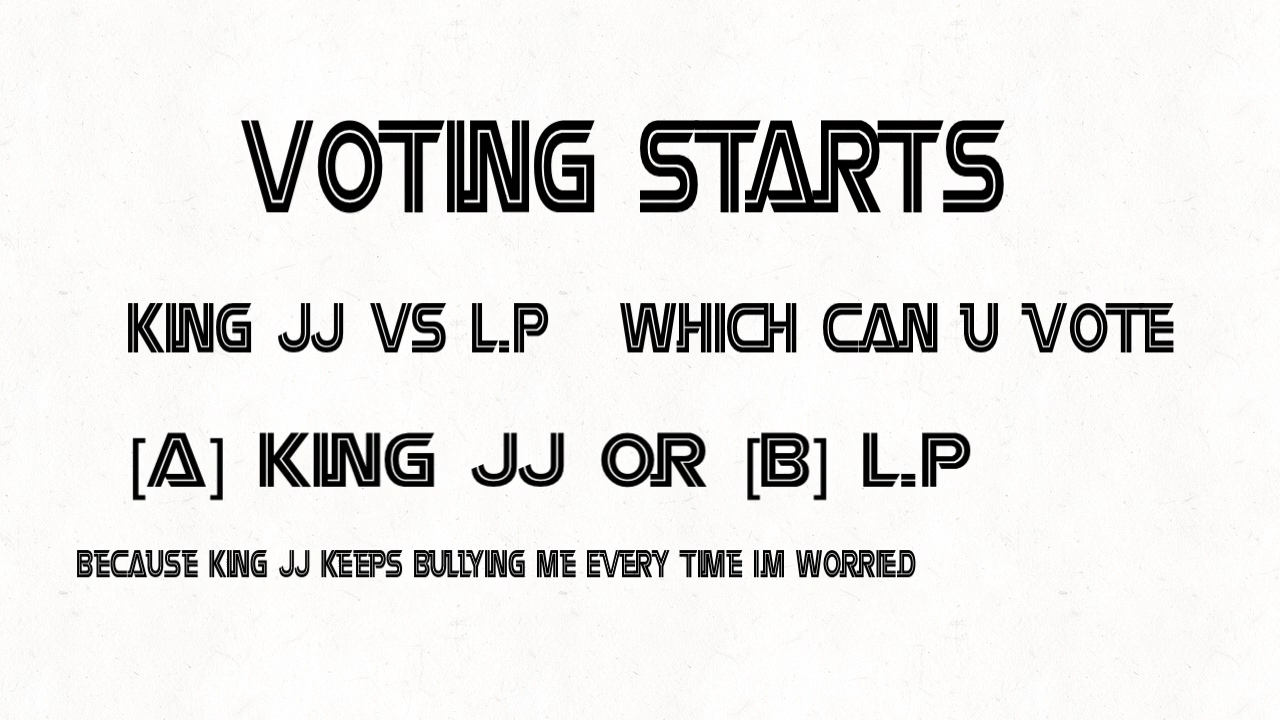 VOTING STARTS
KING JJ VS L.P WHICH CAN U VOTE
[A] KING JJ OR [B] L.P
BECAUSE KING JJ KEEPS BULLYING ME EVERY TIME IM WORRIED